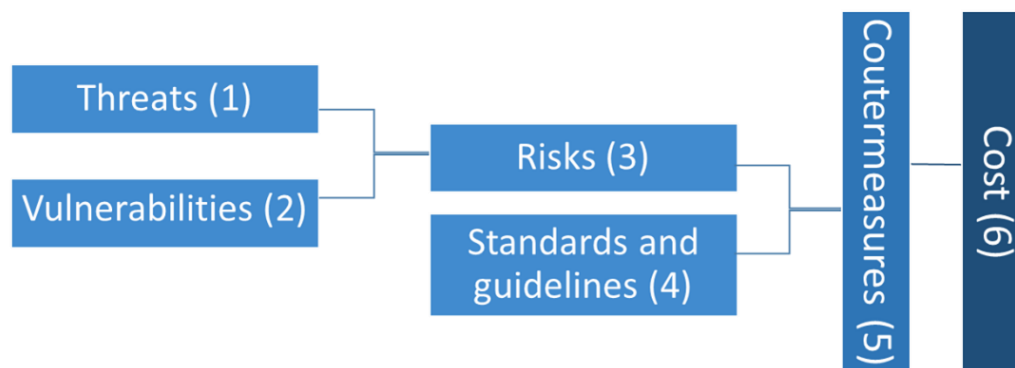 Threats (1)
Vulnerabilities (2)
Risks (3)
Standards and
guidelines (4)
Coutermeasures (5)
Cost (6)